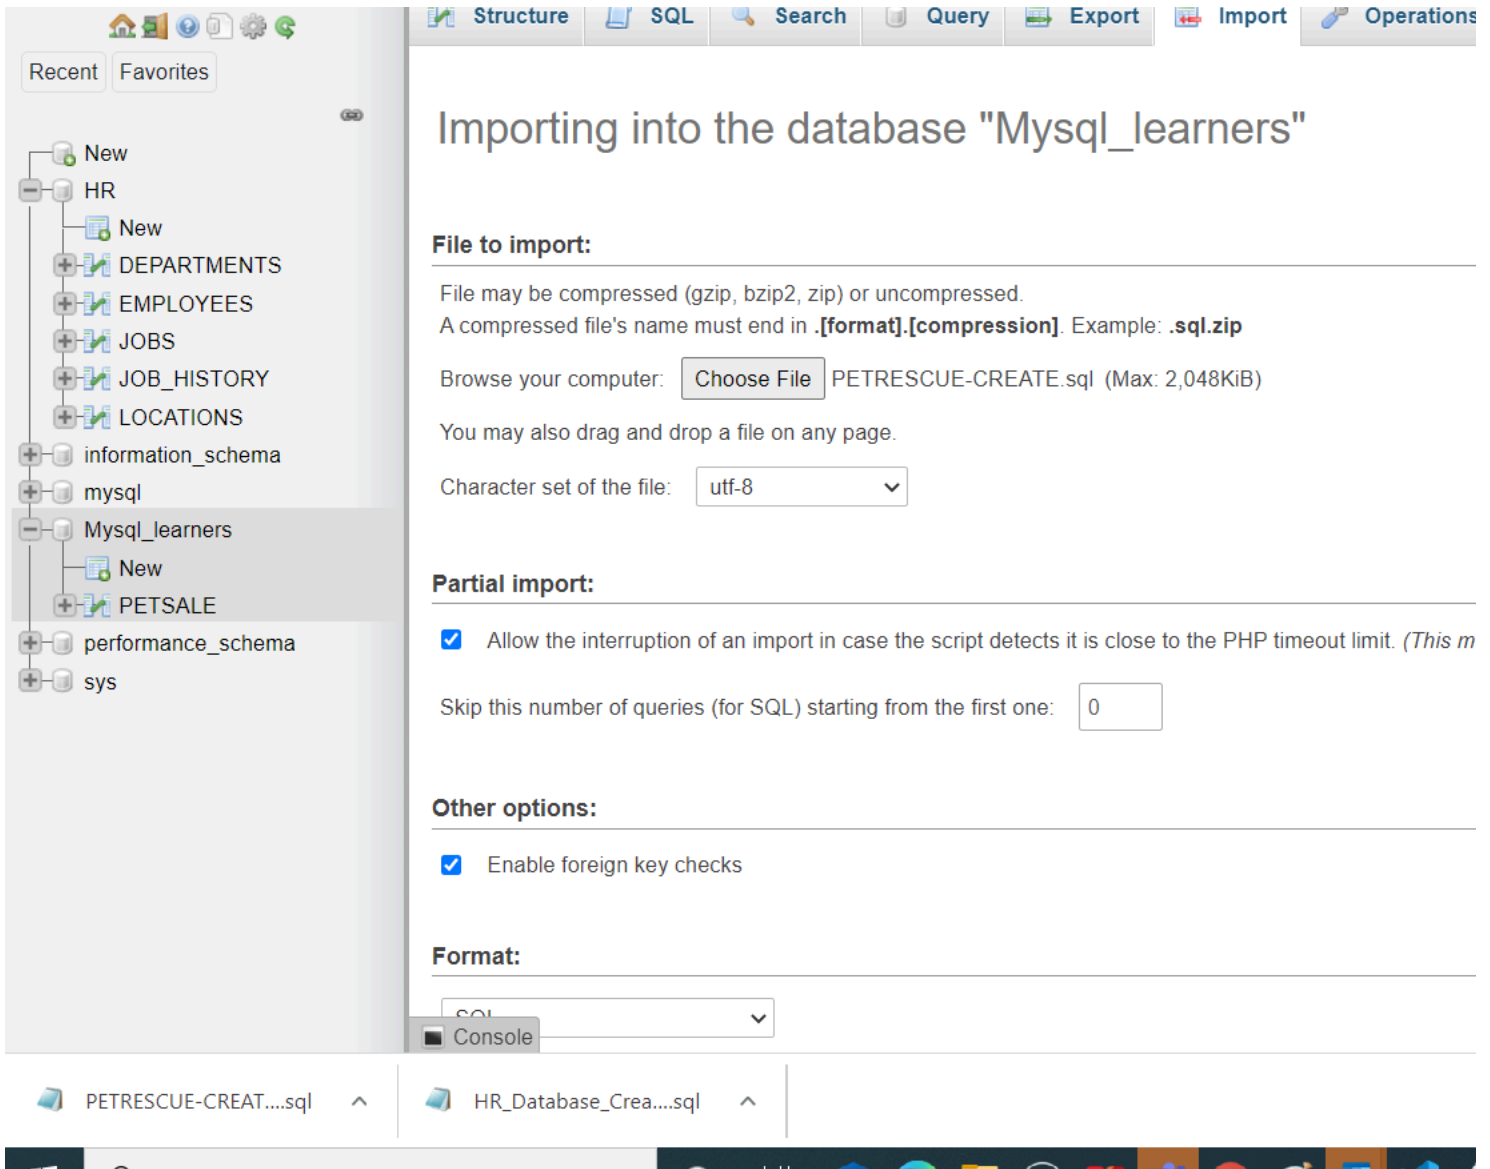 Recent Favorites
New
HR
New
DEPARTMENTS
EMPLOYEES
JOBS
JOB_HISTORY
LOCATIONS
information_schema
mysql
Mysql_learners
New
PETSALE
performance_schema
sys
Structure SQL Search Query Export Import Operations
Importing into the database "Mysql_learners"
File to import:
File may be compressed (gzip, bzip2, zip) or uncompressed.
A compressed file's name must end in .[format].[compression]. Example: .sql.zip
Browse your computer: Choose File PETRESCUE-CREATE.sql (Max: 2,048KiB)
You may also drag and drop a file on any page.
Character set of the file: utf-8
Partial import:
Allow the interruption of an import in case the script detects it is close to the PHP timeout limit. (This m
Skip this number of queries (for SQL) starting from the first one: 0
Other options:
Enable foreign key checks
Format:
SQL
Console
PETRESCUE-CREAT....sql HR_Database_Crea....sql